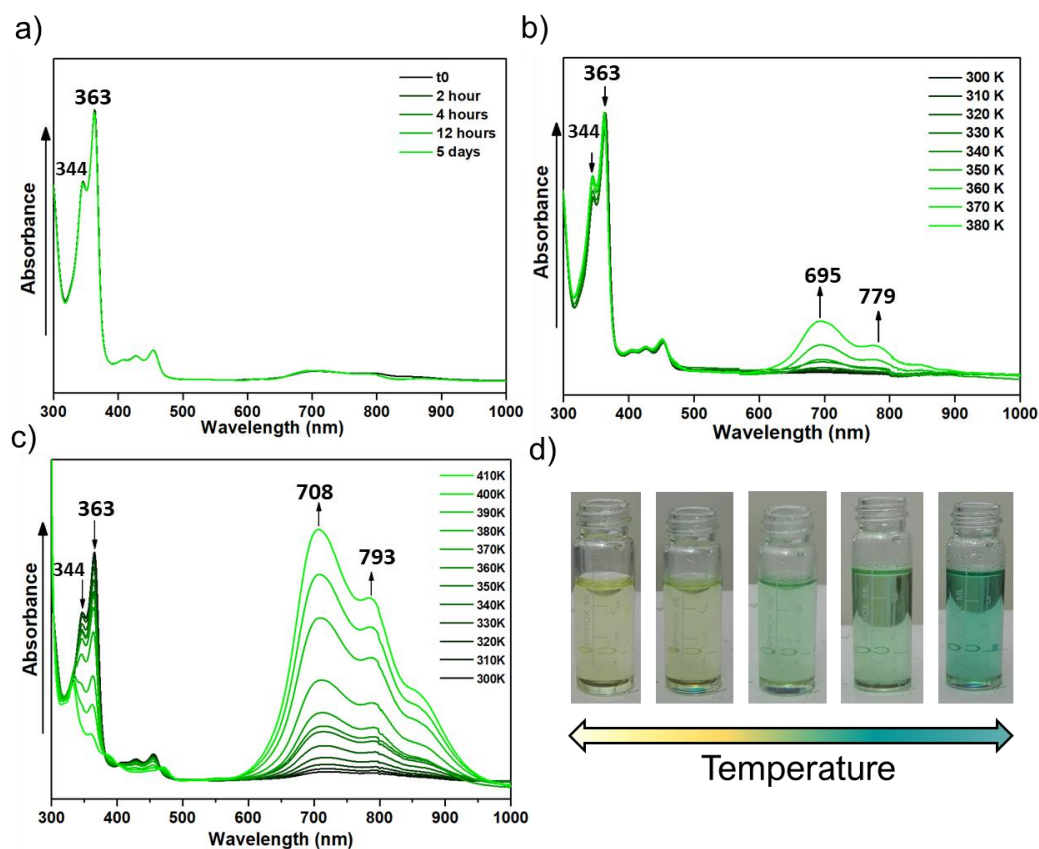 a)
344
363
t0
2 hour
4 hours
12 hours
5 days
Absorbance
300 400 500 600 700 800 900 1000
Wavelength (nm)
b)
363
344
695
779
300 K
310 K
320 K
330 K
340 K
350 K
360 K
370 K
380 K
Absorbance
300 400 500 600 700 800 900 1000
Wavelength (nm)
c)
363
344
708
793
410K
400K
390K
380K
370K
360K
350K
340K
330K
320K
310K
300K
Absorbance
300 400 500 600 700 800 900 1000
Wavelength (nm)
d)
Temperature